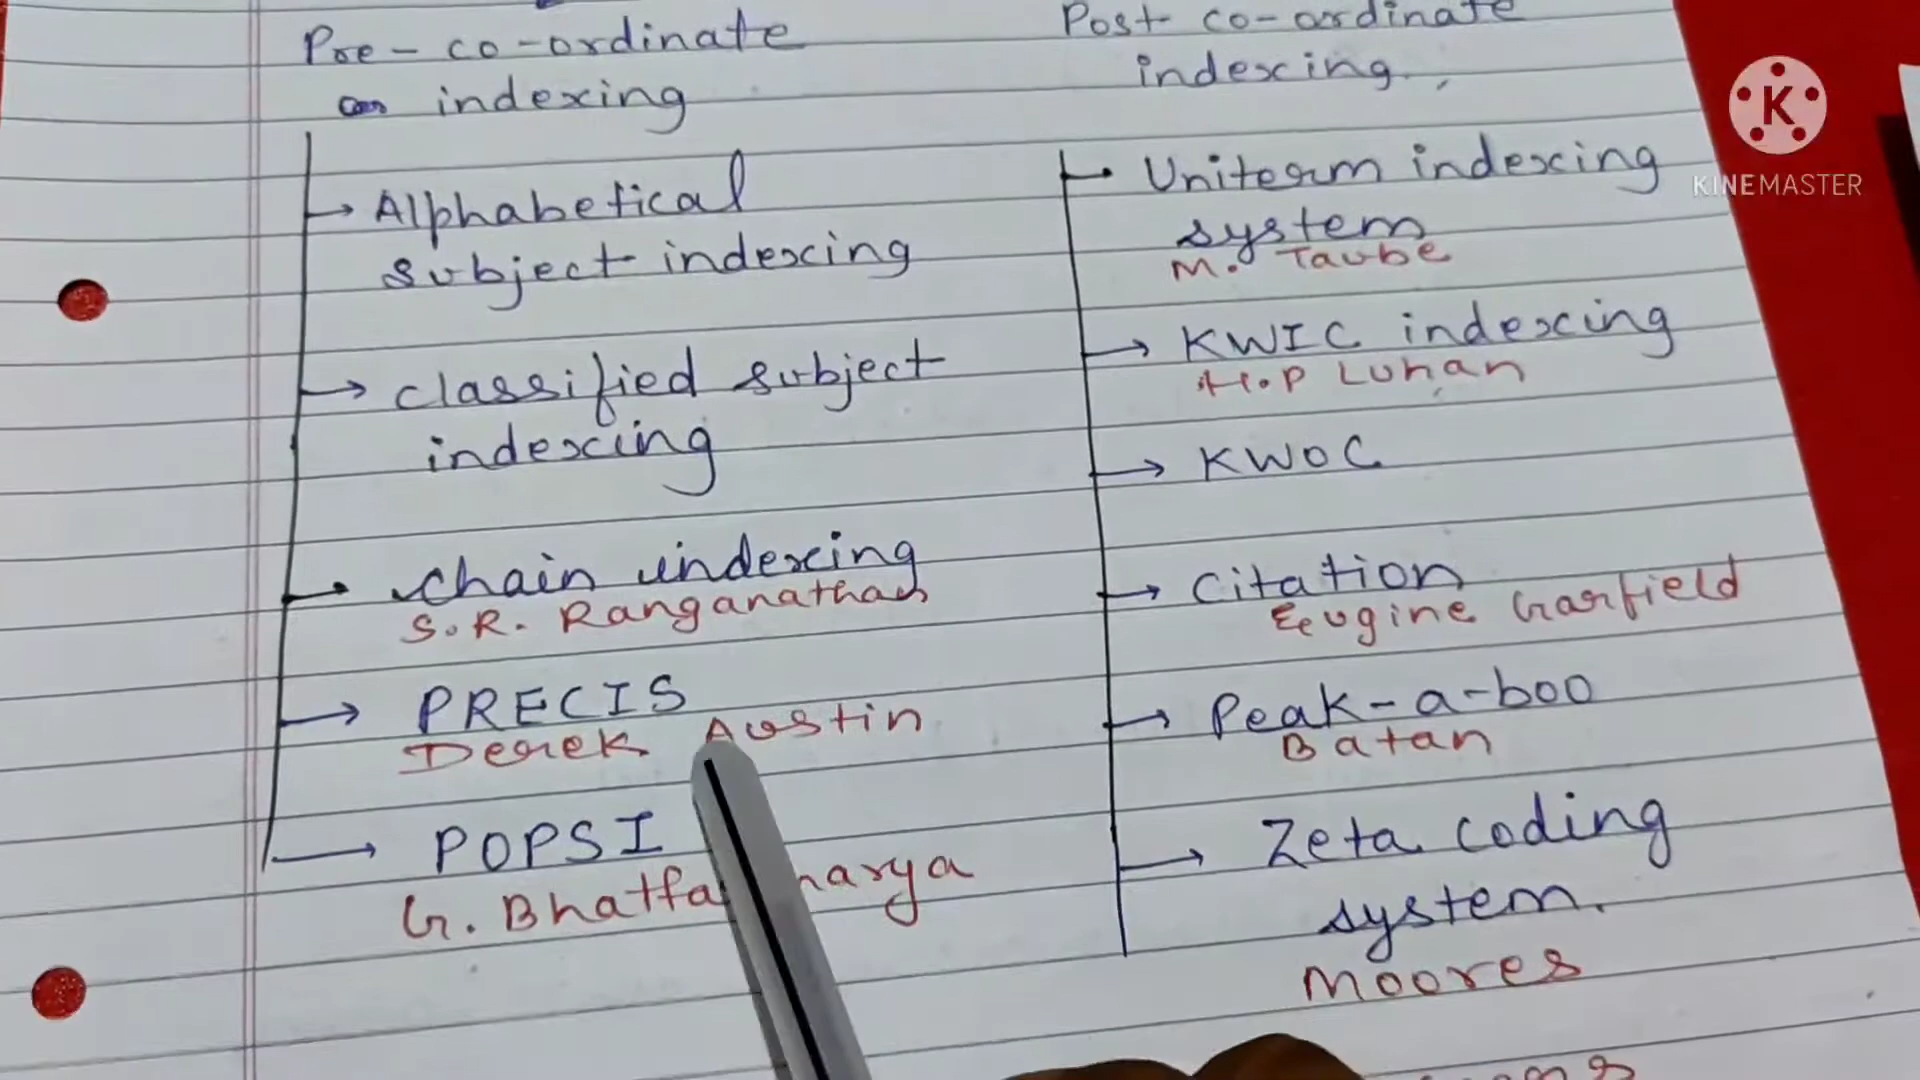 Pre-co-ordinate
indexing
Alphabetical
subject indexing
classified subject
indexing
chain indexing
S.R. Ranganathan
PRECIS
Derek Austin
POPSI
G. Bhatta harya
Post co-ordinate
indexing
Uniterm indexing
system
M. Taube
KWIC indexing
H.P Luhan
KWOC
Citation
Eugine Garfield
Peak-a-boo
Batan
Zeta coding
system.
Moores
K
KINEMASTER